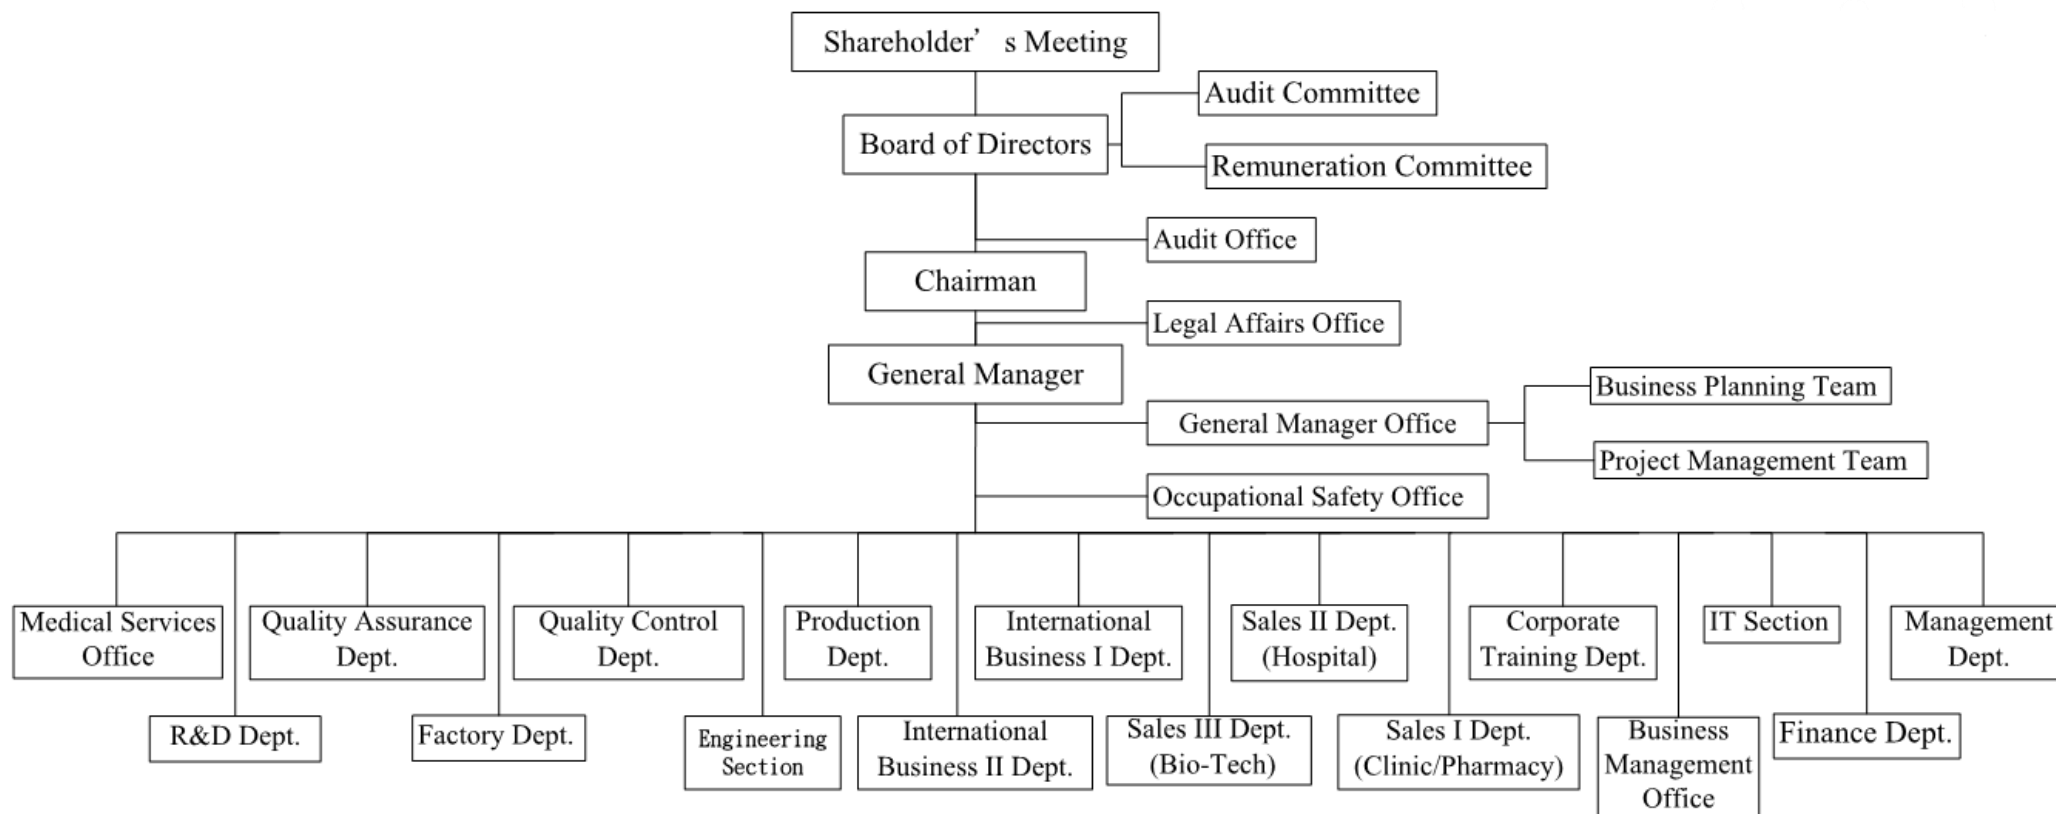 Shareholder’s Meeting
Audit Committee
Board of Directors
Remuneration Committee
Audit Office
Chairman
Legal Affairs Office
General Manager
Business Planning Team
General Manager Office
Project Management Team
Occupational Safety Office
Medical Services
Office
Quality Assurance
Dept.
Quality Control
Dept.
Production
Dept.
International
Business I Dept.
Sales II Dept.
(Hospital)
Corporate
Training Dept.
IT Section
Management
Dept.
R&D Dept.
Factory Dept.
Engineering
Section
International
Business II Dept.
Sales III Dept.
(Bio-Tech)
Sales I Dept.
(Clinic/Pharmacy)
Business
Management
Office
Finance Dept.